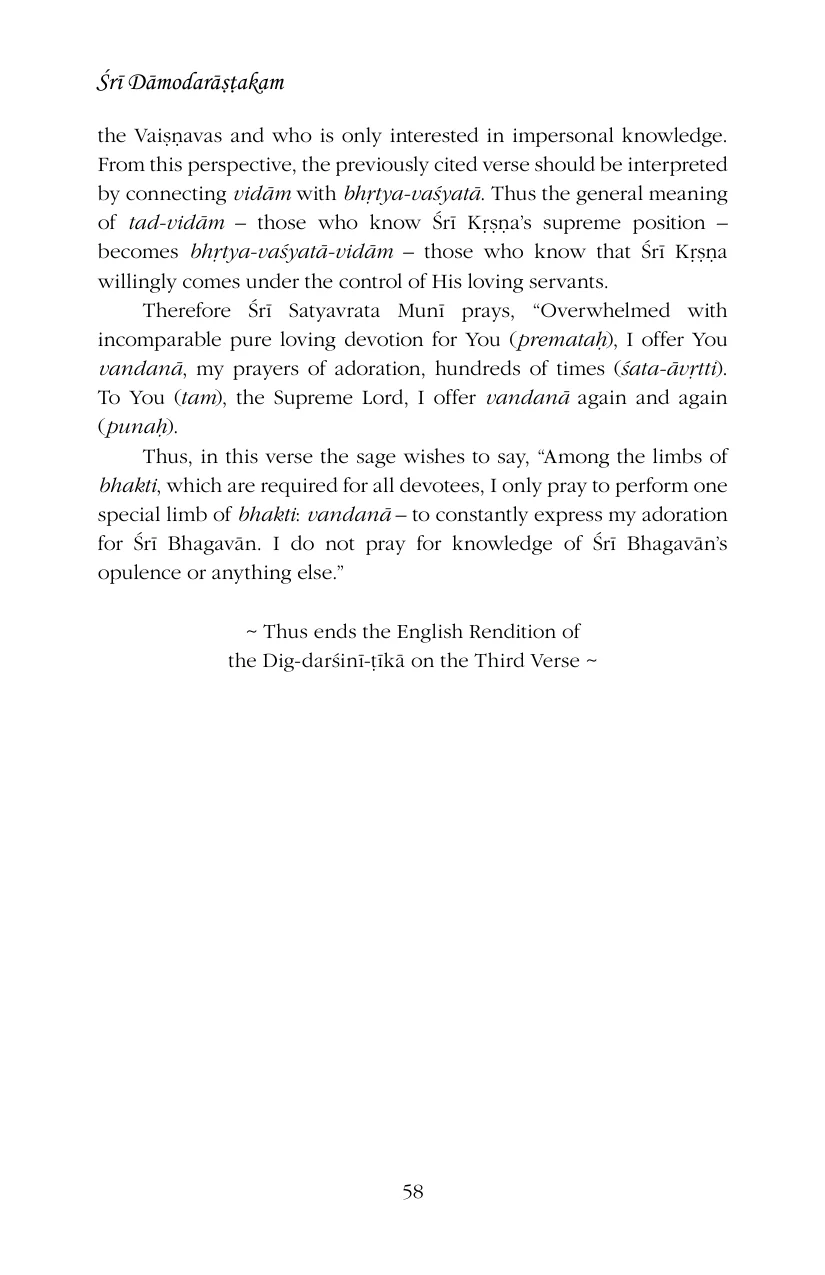 Śrī Dāmodarāṣṭakam
the Vaiṣṇavas and who is only interested in impersonal knowledge.
From this perspective, the previously cited verse should be interpreted
by connecting vidām with bhṛtya-vaśyatā. Thus the general meaning
of tad-vidām – those who know Śrī Kṛṣṇa’s supreme position –
becomes bhṛtya-vaśyatā-vidām – those who know that Śrī Kṛṣṇa
willingly comes under the control of His loving servants.
Therefore Śrī Satyavrata Munī prays, “Overwhelmed with
incomparable pure loving devotion for You (premataḥ), I offer You
vandanā, my prayers of adoration, hundreds of times (śata-āvṛtti).
To You (tam), the Supreme Lord, I offer vandanā again and again
(punaḥ).
Thus, in this verse the sage wishes to say, “Among the limbs of
bhakti, which are required for all devotees, I only pray to perform one
special limb of bhakti: vandanā – to constantly express my adoration
for Śrī Bhagavān. I do not pray for knowledge of Śrī Bhagavān’s
opulence or anything else.”
~ Thus ends the English Rendition of
the Dig-darśinī-ṭīkā on the Third Verse ~
58